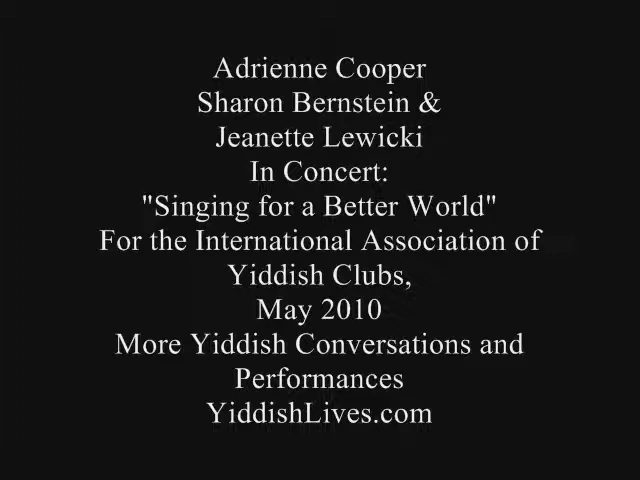 Adrienne Cooper
Sharon Bernstein &
Jeanette Lewicki
In Concert:
"Singing for a Better World"
For the International Association of
Yiddish Clubs,
May 2010
More Yiddish Conversations and
Performances
YiddishLives.com